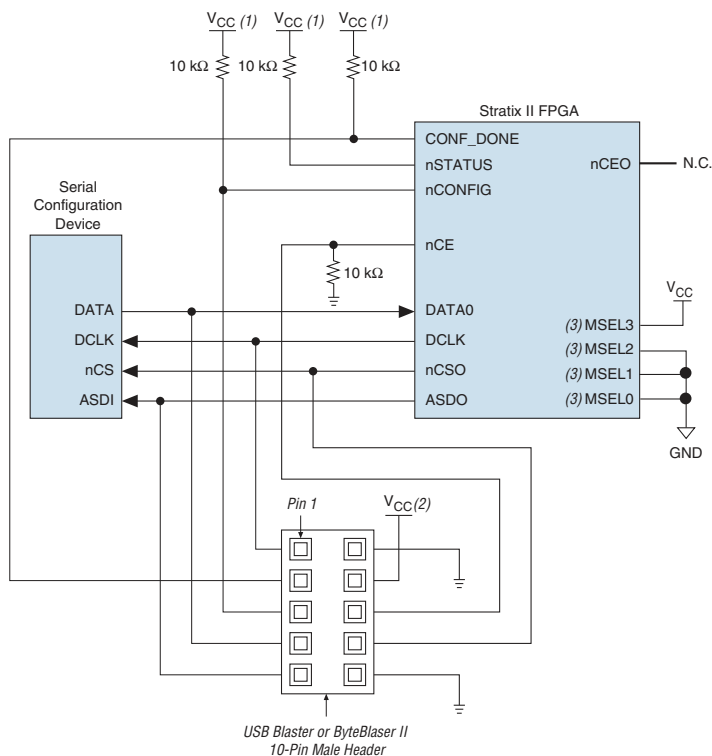 VCC (1) VCC (1) VCC (1)
10 kΩ 10 kΩ 10 kΩ
Stratix II FPGA
CONF_DONE
nSTATUS
nCONFIG
nCE
nCEO
N.C.
10 kΩ
Serial
Configuration
Device
DATA
DCLK
nCS
ASDI
DATA0
DCLK
nCSO
ASDO
VCC
(3) MSEL3
(3) MSEL2
(3) MSEL1
(3) MSEL0
GND
Pin 1
VCC (2)
USB Blaster or ByteBlaser II
10-Pin Male Header